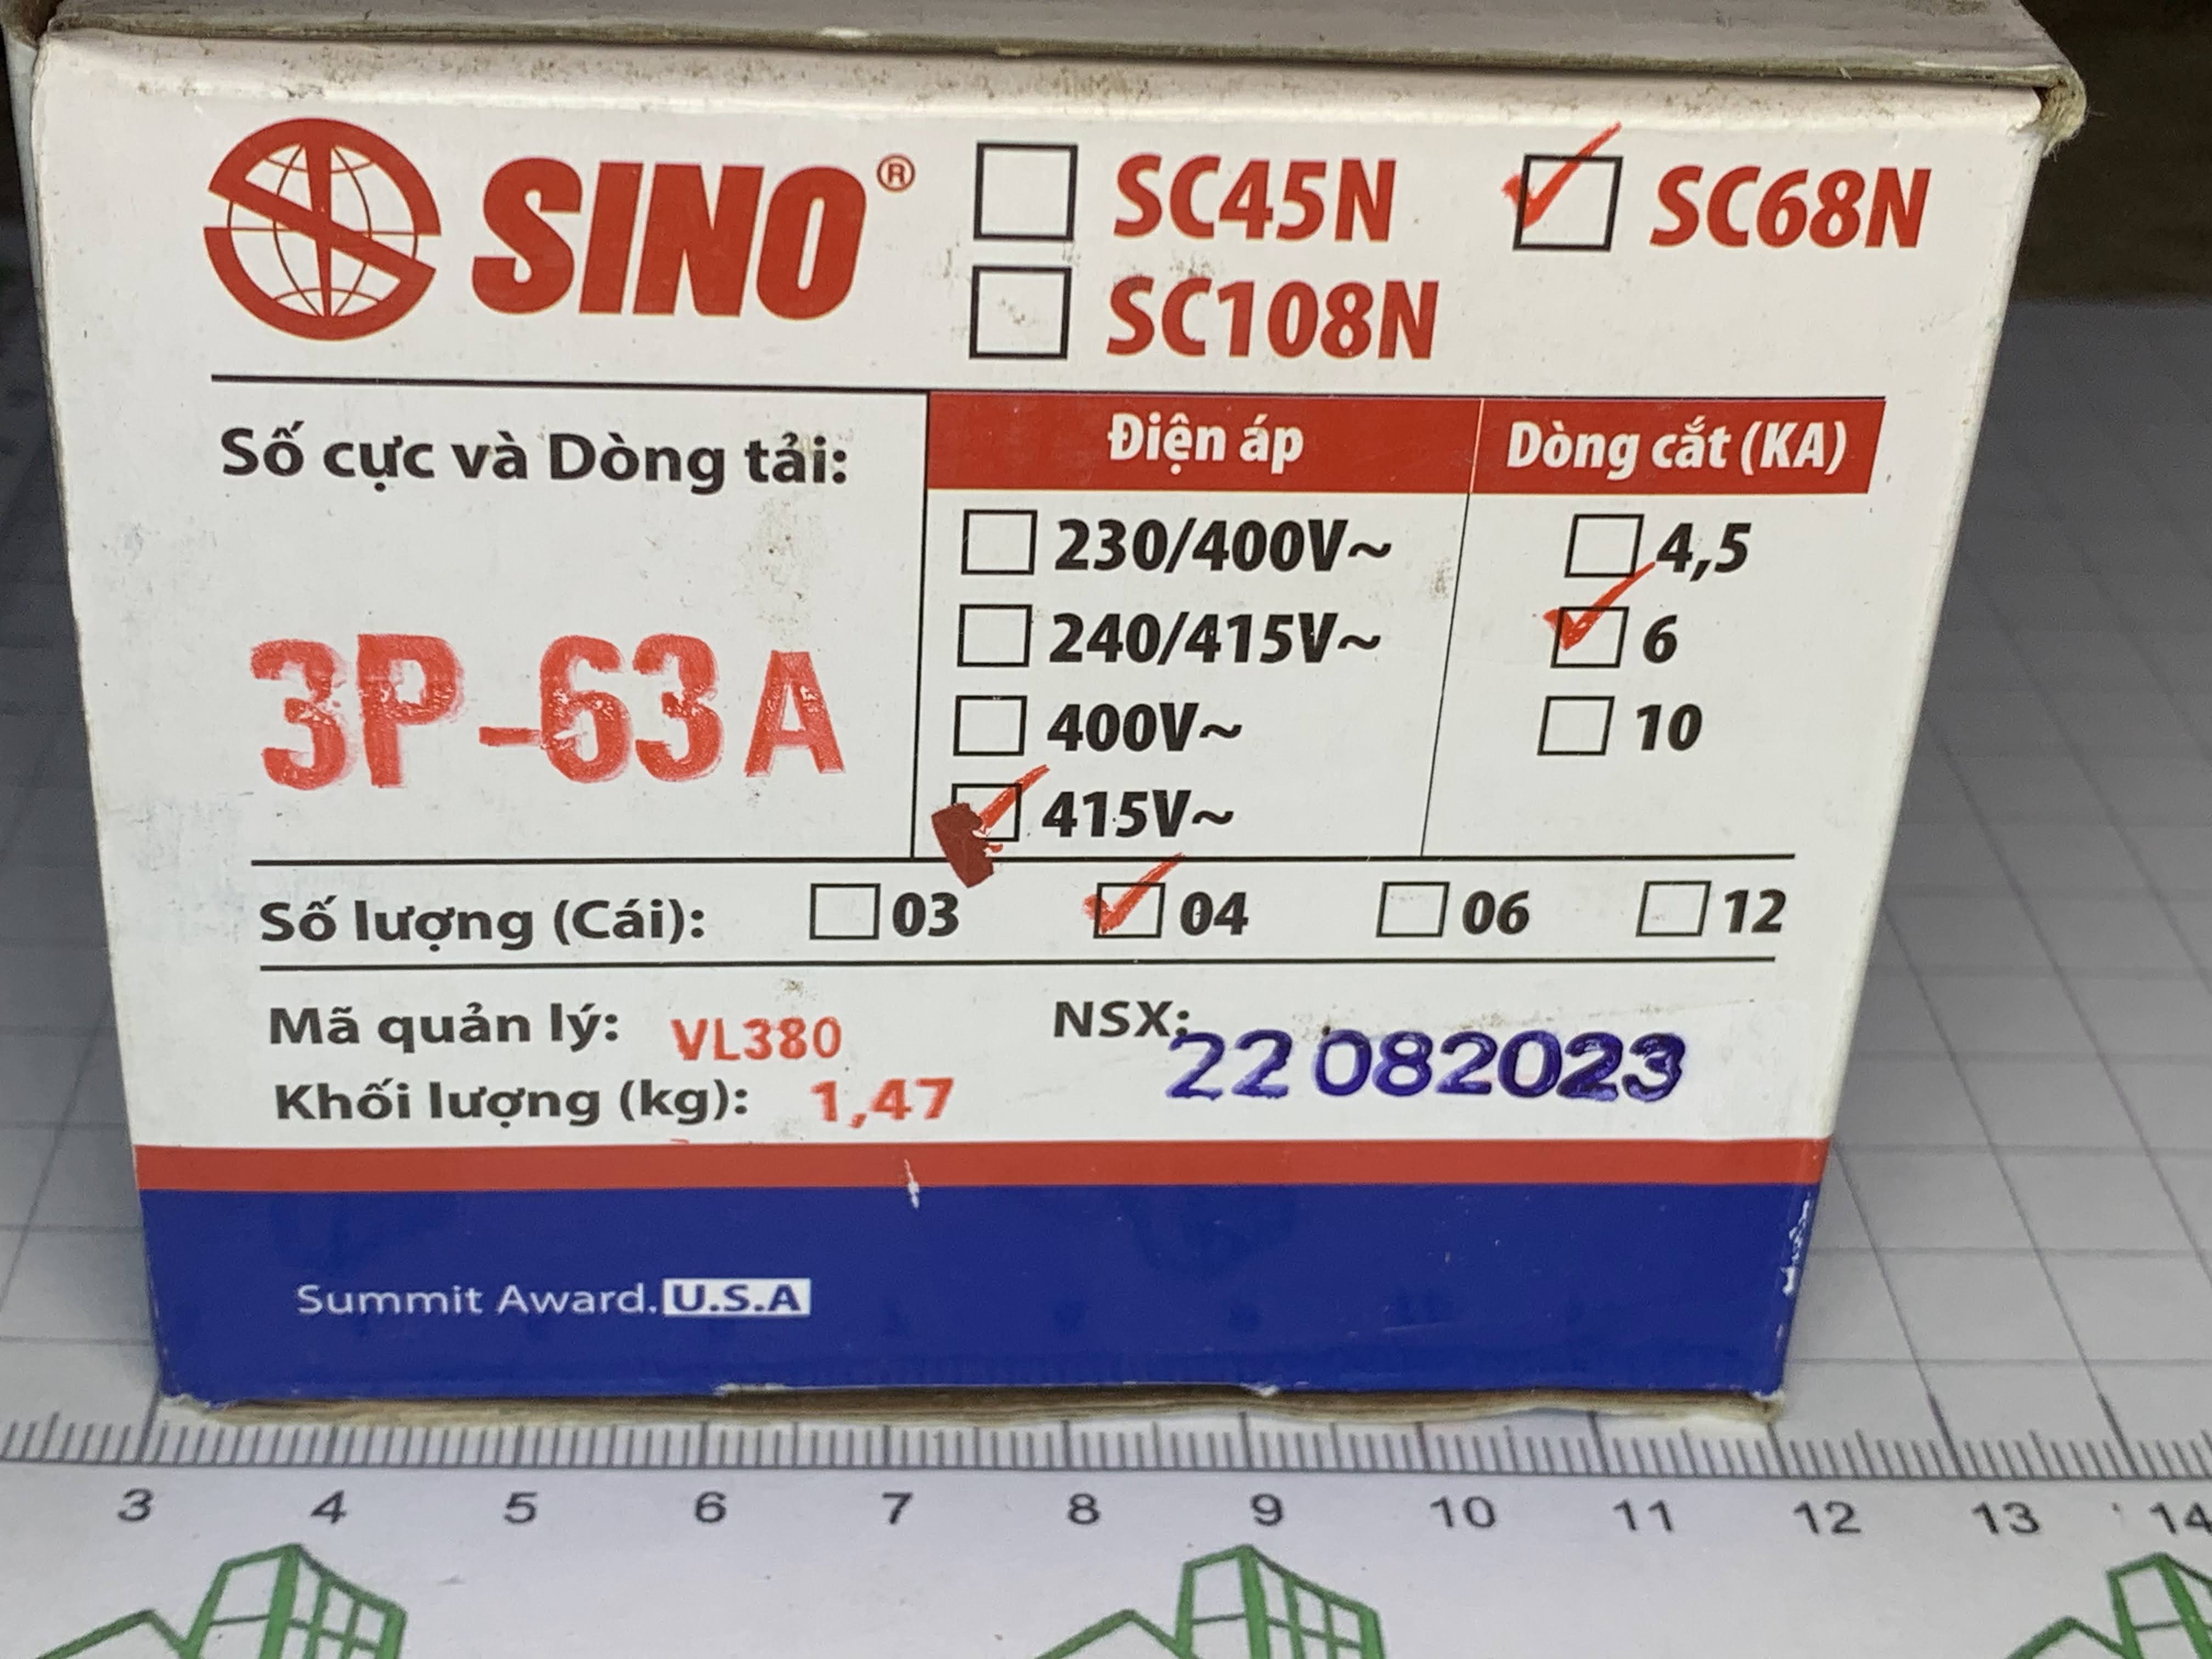 SINO®
SC45N
SC68N
SC108N
Số cực và Dòng tải:
3P-63A
Điện áp
Dòng cắt (KA)
230/400V~
4,5
240/415V~
6
400V~
10
415V~
Số lượng (Cái): 03 04 06 12
Mã quản lý: VL380
NSX: 22082023
Khối lượng (kg): 1,47
Summit Award.U.S.A
3 4 5 6 7 8 9 10 11 12 13 14